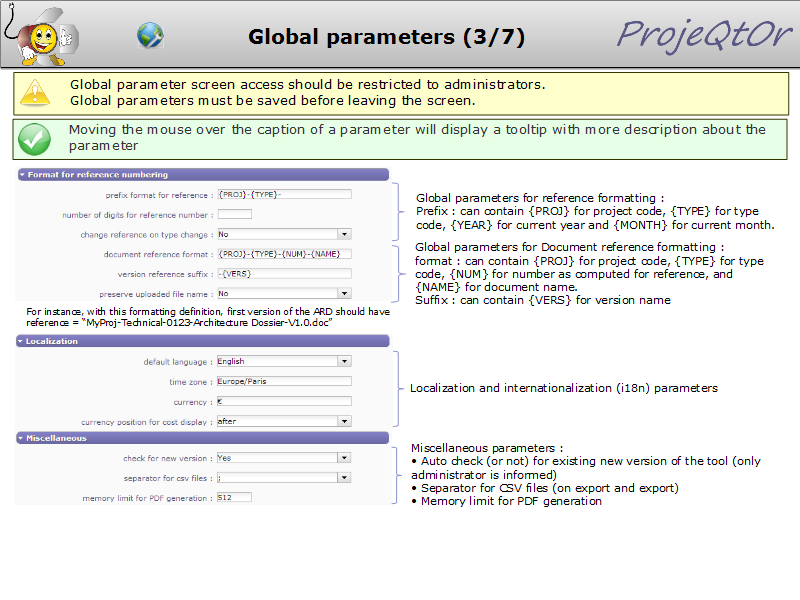 Global parameters (3/7)
ProjeQtOr
Global parameter screen access should be restricted to administrators.
Global parameters must be saved before leaving the screen.
Moving the mouse over the caption of a parameter will display a tooltip with more description about the
parameter
Format for reference numbering
prefix format for reference : {PROJ}-{TYPE}-
number of digits for reference number :
change reference on type change : No
document reference format : {PROJ}-{TYPE}-{NUM}-{NAME}
version reference suffix : -{VERS}
preserve uploaded file name : No
Global parameters for reference formatting :
Prefix : can contain {PROJ} for project code, {TYPE} for type
code, {YEAR} for current year and {MONTH} for current month.
Global parameters for Document reference formatting :
format : can contain {PROJ} for project code, {TYPE} for type
code, {NUM} for number as computed for reference, and
{NAME} for document name.
Suffix : can contain {VERS} for version name
For instance, with this formatting definition, first version of the ARD should have
reference = “MyProj-Technical-0123-Architecture Dossier-V1.0.doc”
Localization
default language : English
time zone : Europe/Paris
currency : €
currency position for cost display : after
Localization and internationalization (i18n) parameters
Miscellaneous
check for new version : Yes
separator for csv files : ;
memory limit for PDF generation : 512
Miscellaneous parameters :
• Auto check (or not) for existing new version of the tool (only
administrator is informed)
• Separator for CSV files (on export and export)
• Memory limit for PDF generation